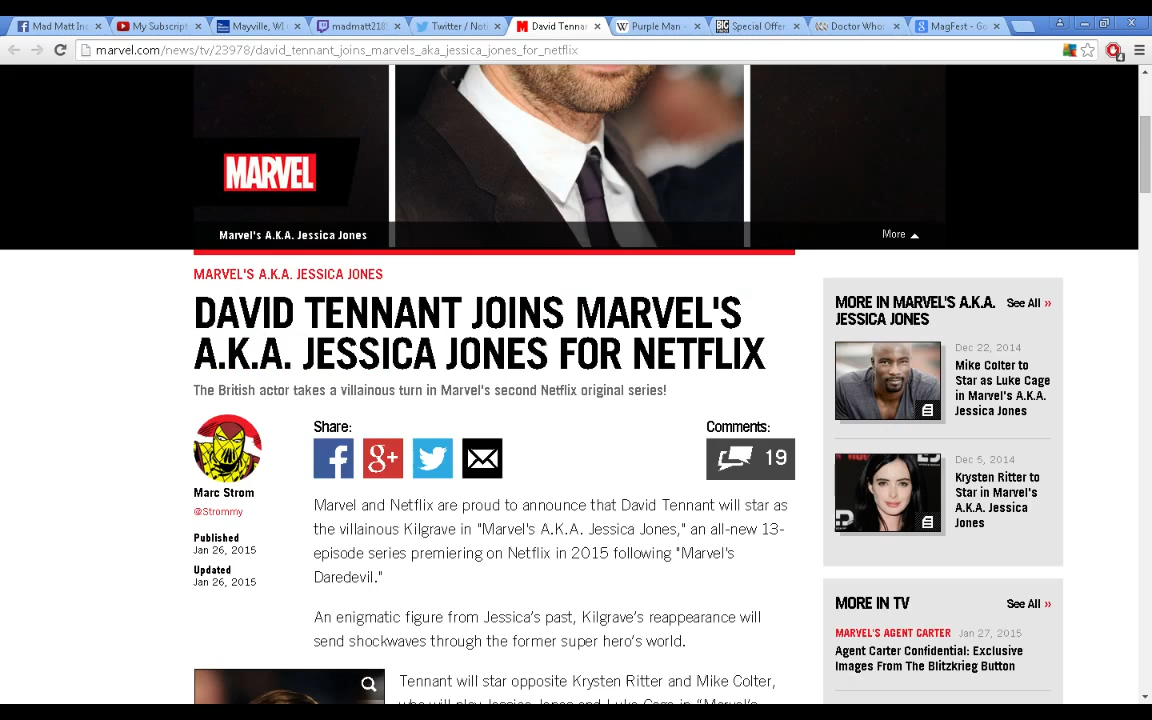 Mad Matt Inc
My Subscript
Mayville, WI
madmatt218
Twitter / Noti
David Tennan
Purple Man -
Special Offer
Doctor Who:
MagFest - Go
marvel.com/news/tv/23978/david_tennant_joins_marvels_aka_jessica_jones_for_netflix
4
MARVEL
Marvel's A.K.A. Jessica Jones
More
MARVEL'S A.K.A. JESSICA JONES
DAVID TENNANT JOINS MARVEL'S
A.K.A. JESSICA JONES FOR NETFLIX
The British actor takes a villainous turn in Marvel's second Netflix original series!
Marc Strom
@Strommy
Published
Jan 26, 2015
Updated
Jan 26, 2015
Share:
Comments:
19
Marvel and Netflix are proud to announce that David Tennant will star as
the villainous Kilgrave in "Marvel's A.K.A. Jessica Jones," an all-new 13-
episode series premiering on Netflix in 2015 following "Marvel's
Daredevil."
An enigmatic figure from Jessica's past, Kilgrave's reappearance will
send shockwaves through the former super hero's world.
Tennant will star opposite Krysten Ritter and Mike Colter,
who will play Jessica Jones and Luke Cage in "Marvel's
MORE IN MARVEL'S A.K.A.
JESSICA JONES
See All »
Dec 22, 2014
Mike Colter to
Star as Luke Cage
in Marvel's A.K.A.
Jessica Jones
Dec 5, 2014
Krysten Ritter to
Star in Marvel's
A.K.A. Jessica
Jones
MORE IN TV
See All »
MARVEL'S AGENT CARTER Jan 27, 2015
Agent Carter Confidential: Exclusive
Images From The Blitzkrieg Button